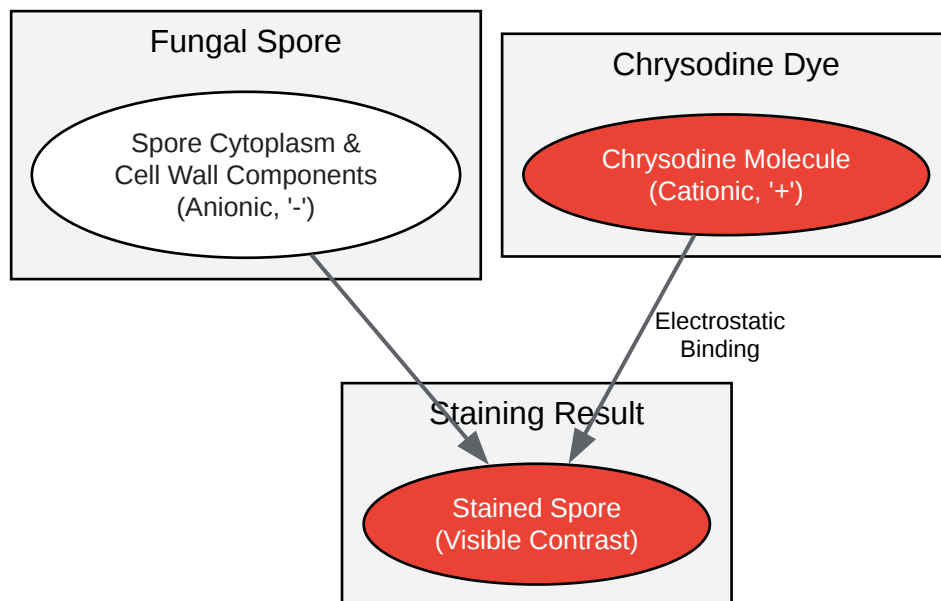 Fungal Spore
Spore Cytoplasm &
Cell Wall Components
(Anionic, '-')
Chrysodine Dye
Chrysodine Molecule
(Cationic, '+')
Electrostatic
Binding
Staining Result
Stained Spore
(Visible Contrast)